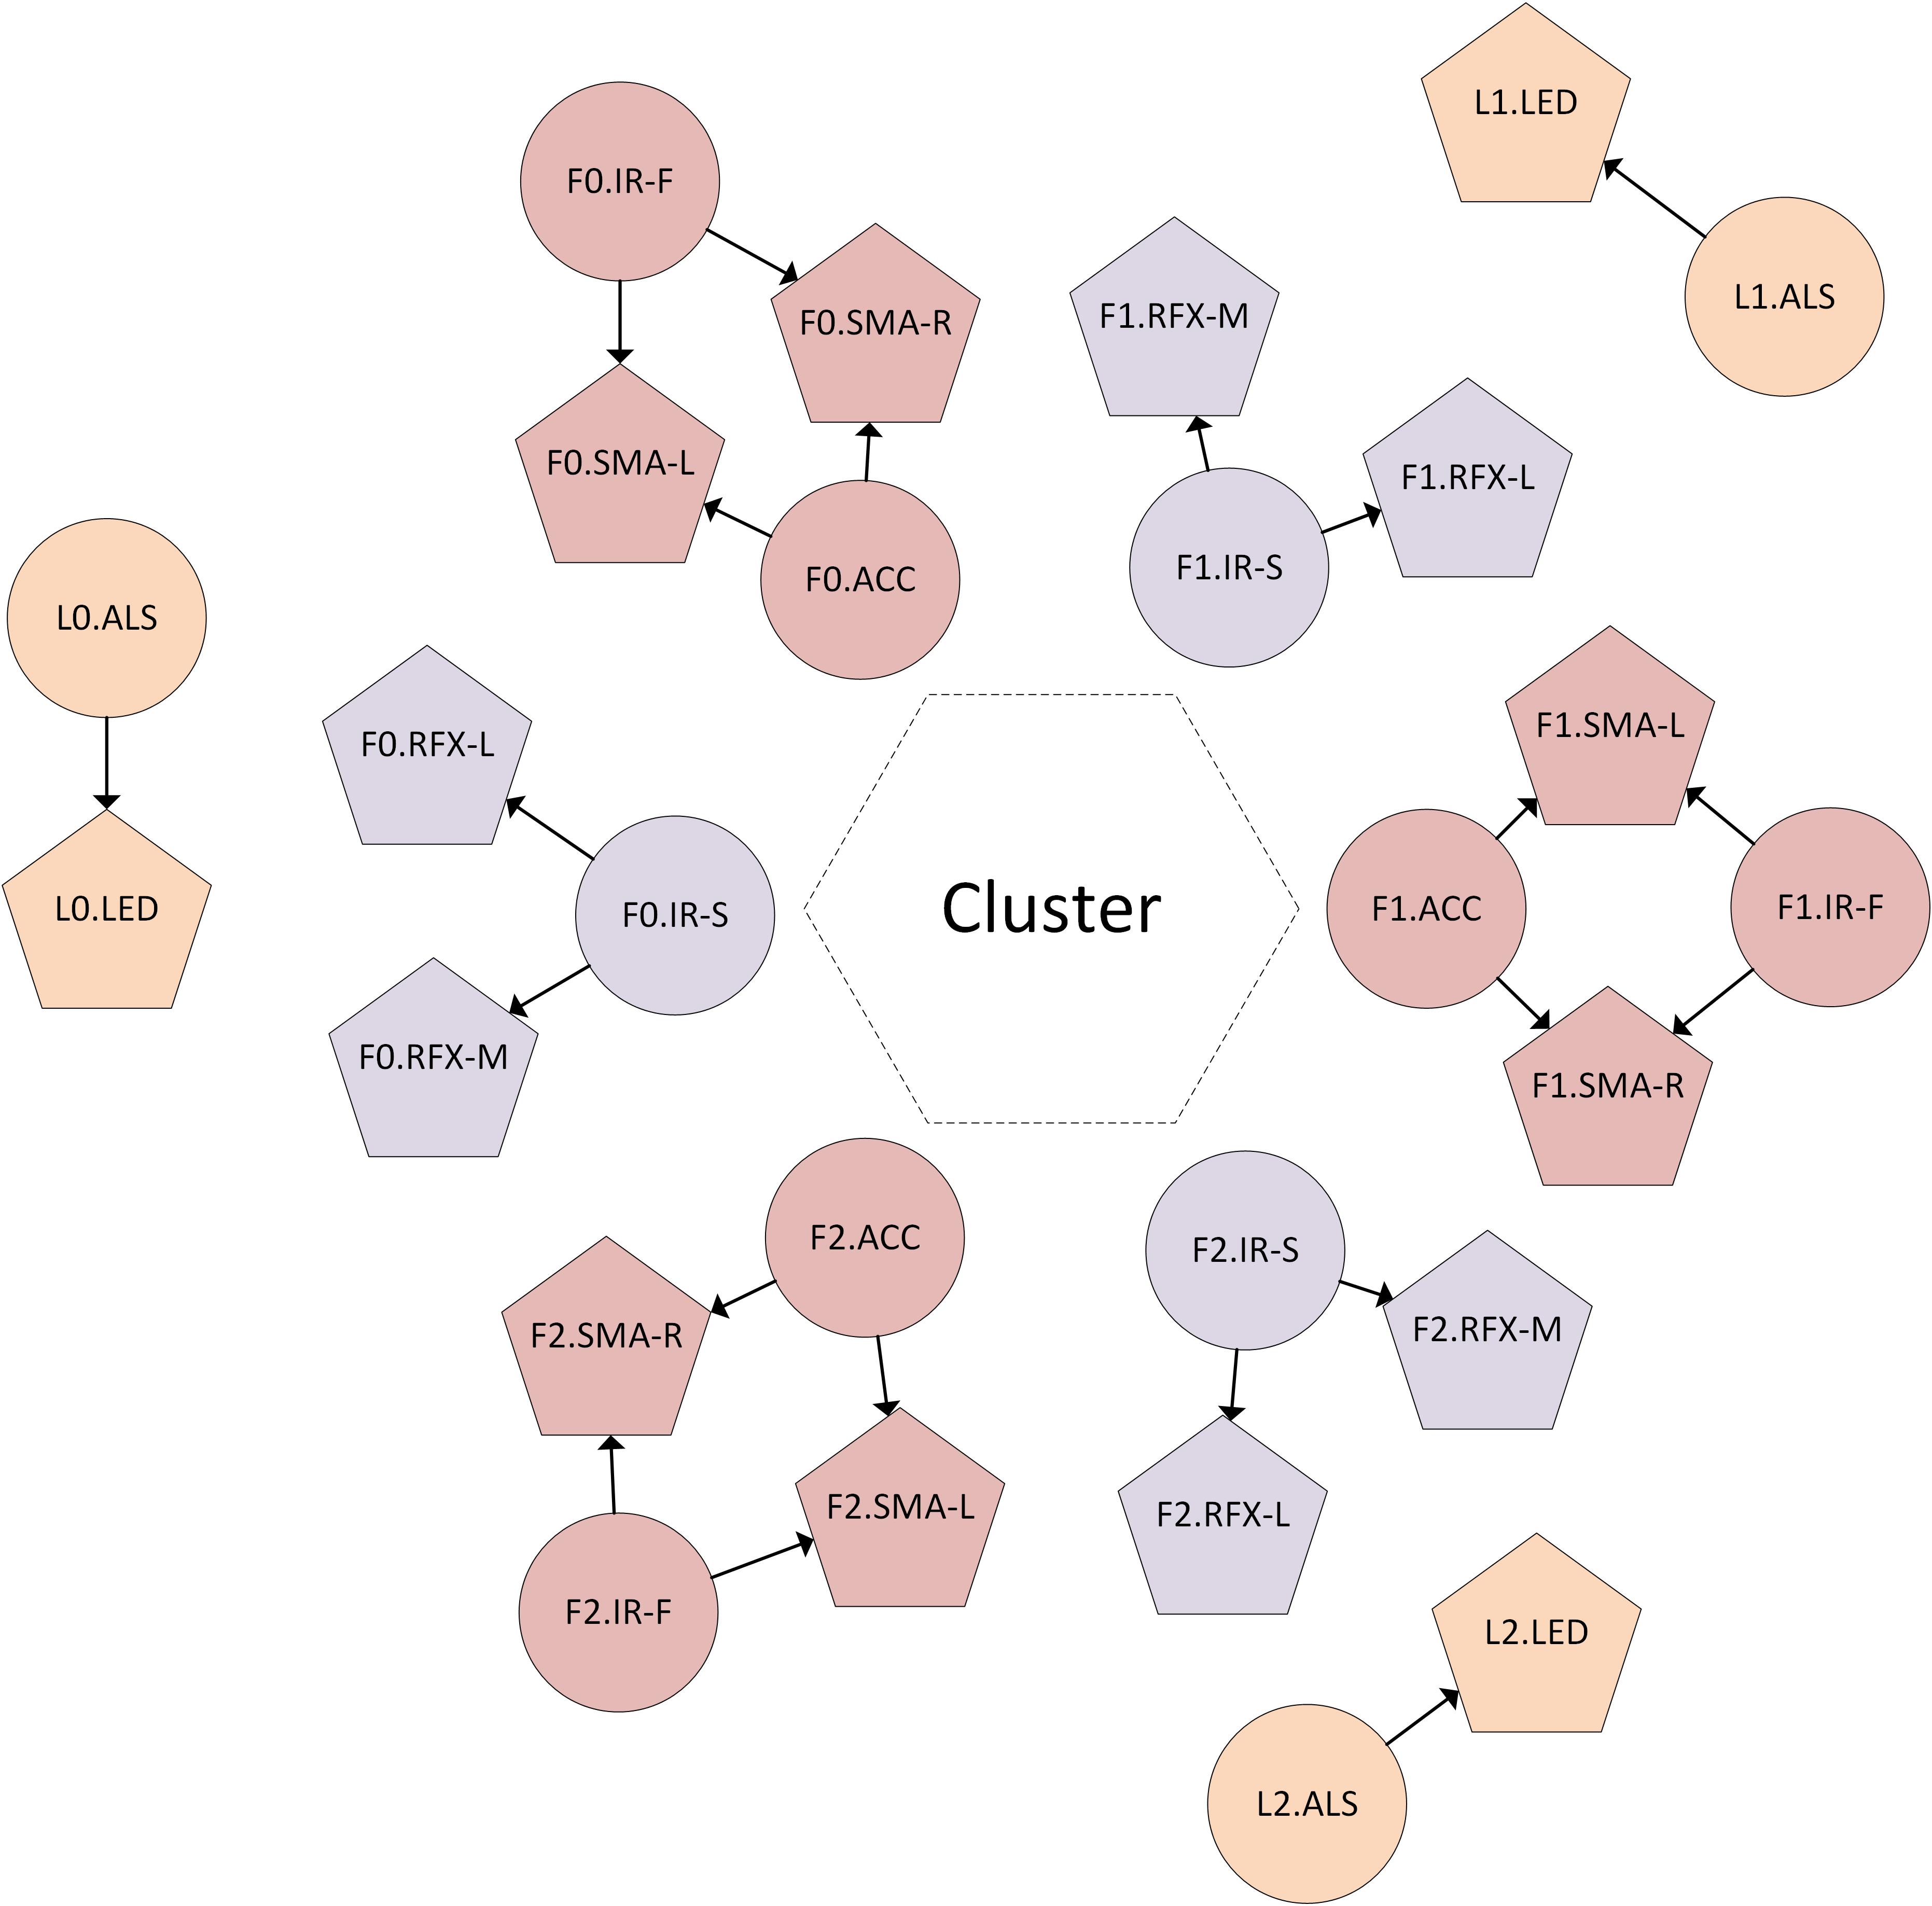 L1.LED
F0.IR-F
L1.ALS
F1.RFX-M
F0.SMA-R
F0.SMA-L
F1.RFX-L
F1.IR-S
F0.ACC
L0.ALS
F1.SMA-L
F0.RFX-L
L0.LED
F0.IR-S
Cluster
F1.ACC
F1.IR-F
F0.RFX-M
F1.SMA-R
F2.ACC
F2.IR-S
F2.SMA-R
F2.RFX-M
F2.SMA-L
F2.RFX-L
F2.IR-F
L2.LED
L2.ALS